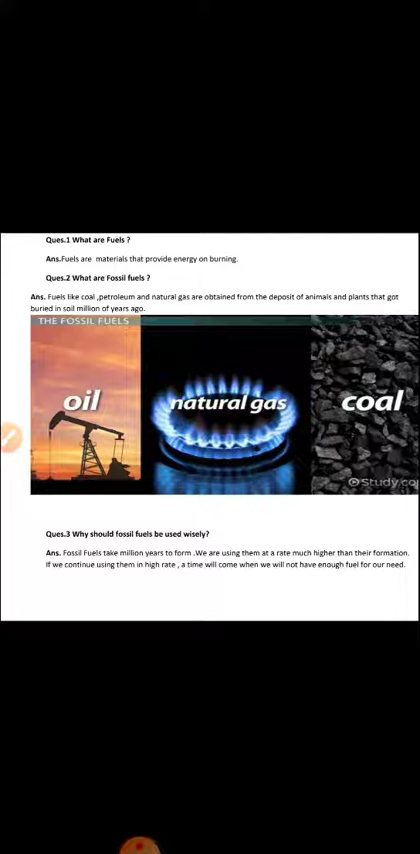 Ques.1 What are Fuels ?
Ans.Fuels are materials that provide energy on burning.
Ques.2 What are Fossil fuels ?
Ans. Fuels like coal ,petroleum and natural gas are obtained from the deposit of animals and plants that got
buried in soil million of years ago.
THE FOSSIL FUELS
oil
natural gas
coal
Study.co
Ques.3 Why should fossil fuels be used wisely?
Ans. Fossil Fuels take million years to form .We are using them at a rate much higher than their formation.
If we continue using them in high rate , a time will come when we will not have enough fuel for our need.